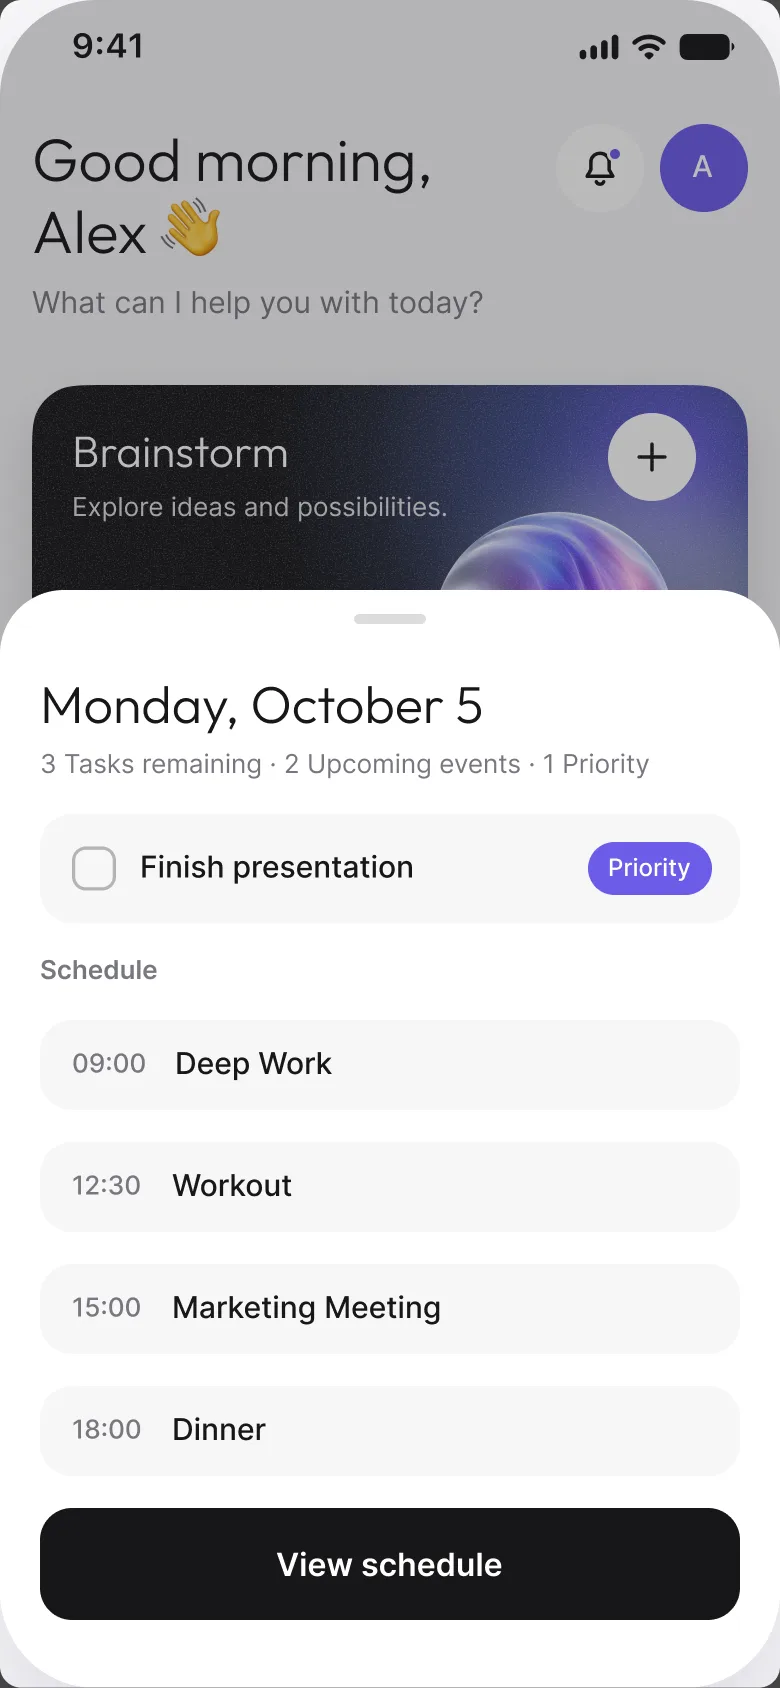 9:41
Good morning,
Alex 👋
A
What can I help you with today?
Brainstorm
Explore ideas and possibilities.
Monday, October 5
3 Tasks remaining · 2 Upcoming events · 1 Priority
Finish presentation
Priority
Schedule
09:00 Deep Work
12:30 Workout
15:00 Marketing Meeting
18:00 Dinner
View schedule